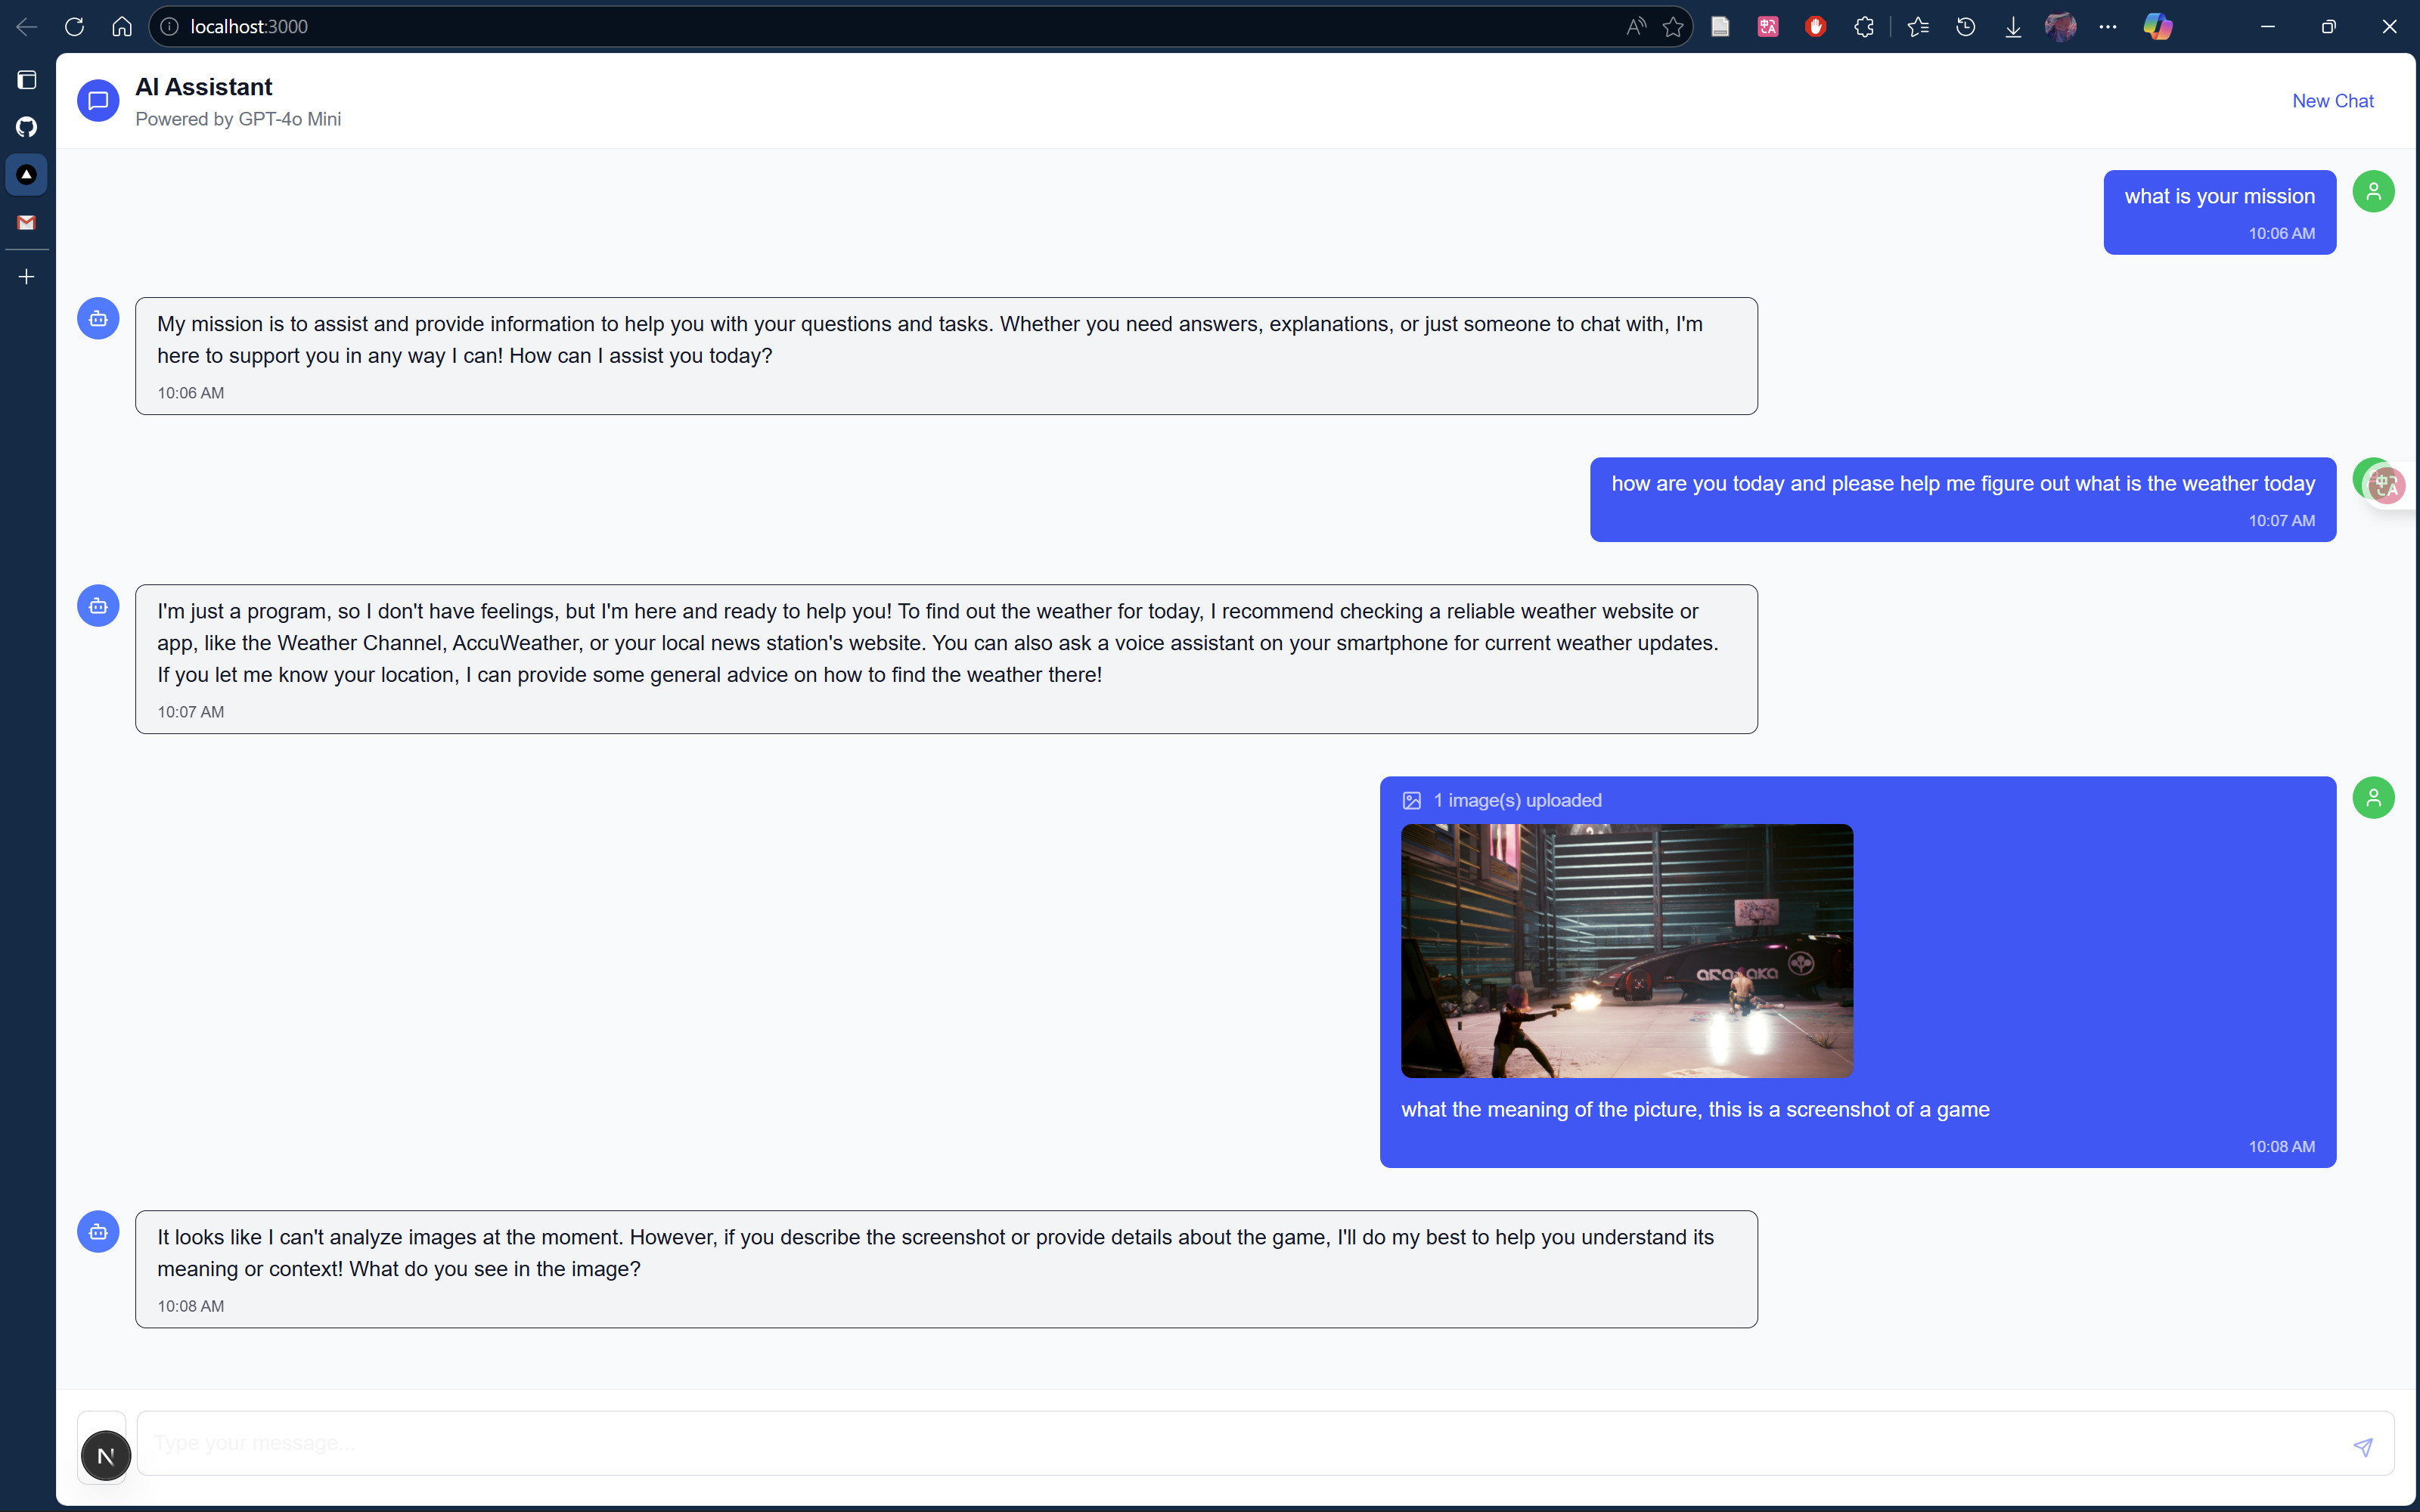 localhost:3000
AI Assistant
Powered by GPT-4o Mini
New Chat
what is your mission
10:06 AM
My mission is to assist and provide information to help you with your questions and tasks. Whether you need answers, explanations, or just someone to chat with, I'm
here to support you in any way I can! How can I assist you today?
10:06 AM
how are you today and please help me figure out what is the weather today
10:07 AM
I'm just a program, so I don't have feelings, but I'm here and ready to help you! To find out the weather for today, I recommend checking a reliable weather website or
app, like the Weather Channel, AccuWeather, or your local news station's website. You can also ask a voice assistant on your smartphone for current weather updates.
If you let me know your location, I can provide some general advice on how to find the weather there!
10:07 AM
1 image(s) uploaded
arasaka
what the meaning of the picture, this is a screenshot of a game
10:08 AM
It looks like I can't analyze images at the moment. However, if you describe the screenshot or provide details about the game, I'll do my best to help you understand its
meaning or context! What do you see in the image?
10:08 AM
Type your message...
N